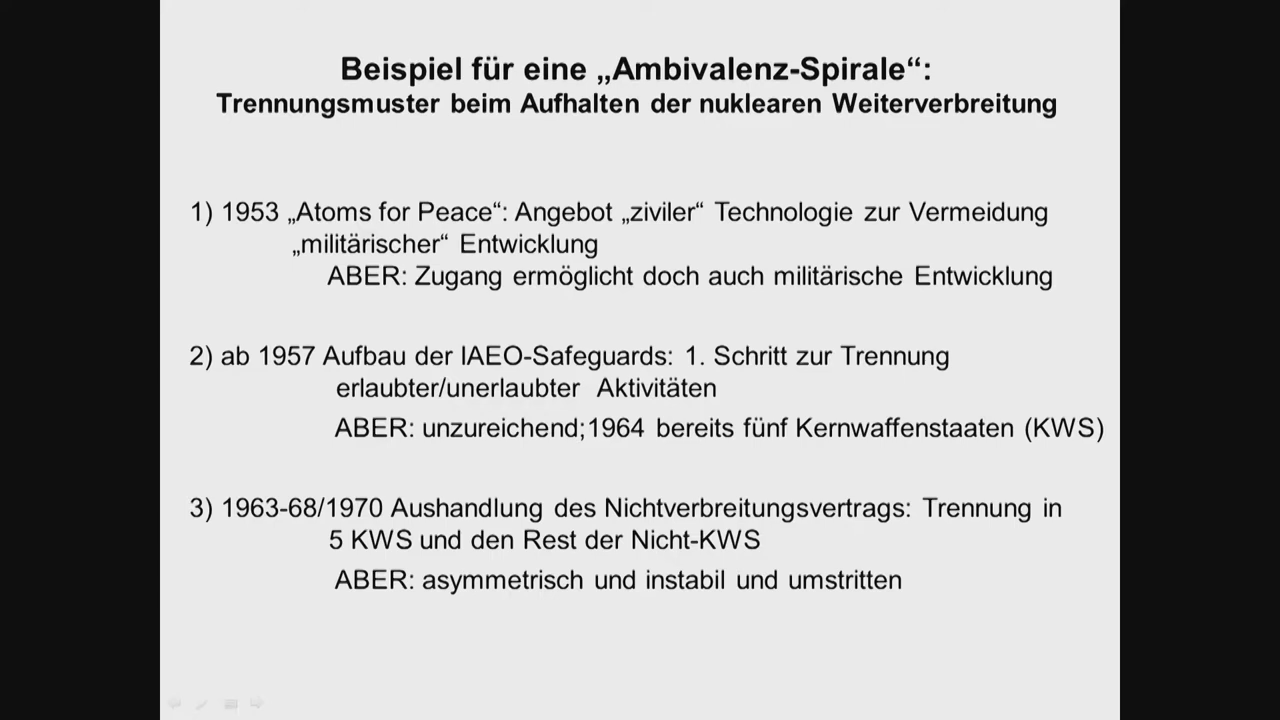 Beispiel für eine „Ambivalenz-Spirale“:
Trennungsmuster beim Aufhalten der nuklearen Weiterverbreitung
1) 1953 „Atoms for Peace“: Angebot „ziviler“ Technologie zur Vermeidung
„militärischer“ Entwicklung
ABER: Zugang ermöglicht doch auch militärische Entwicklung
2) ab 1957 Aufbau der IAEO-Safeguards: 1. Schritt zur Trennung
erlaubter/unerlaubter Aktivitäten
ABER: unzureichend;1964 bereits fünf Kernwaffenstaaten (KWS)
3) 1963-68/1970 Aushandlung des Nichtverbreitungsvertrags: Trennung in
5 KWS und den Rest der Nicht-KWS
ABER: asymmetrisch und instabil und umstritten